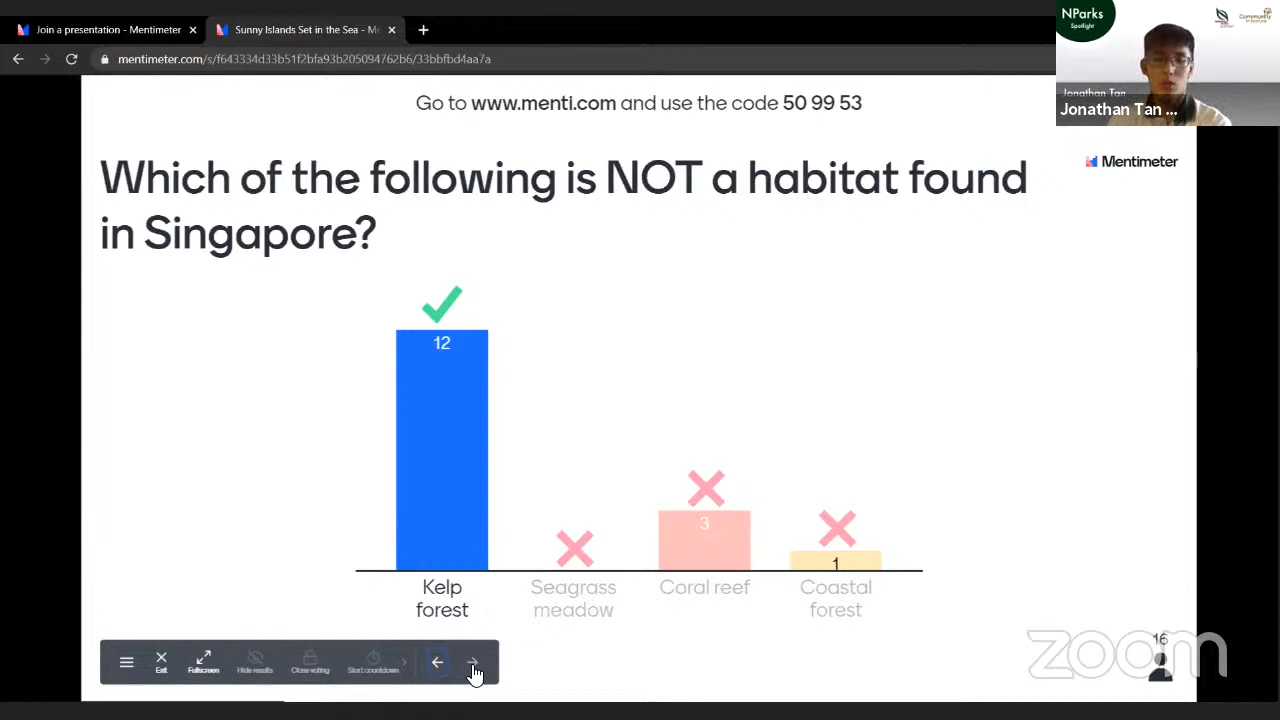 Join a presentation - Mentimeter
Sunny Islands Set in the Sea - Me
mentimeter.com/s/f643334d33b51f2bfa93b205094762b6/33bbfbd4aa7a
NParks
Spotlight
Community
in Nature
Jonathan Tan
Jonathan Tan ...
Go to www.menti.com and use the code 50 99 53
Mentimeter
Which of the following is NOT a habitat found
in Singapore?
12
3
1
Kelp
forest
Seagrass
meadow
Coral reef
Coastal
forest
Exit
Fullscreen
Hide results
Close voting
Start countdown
16
zoom